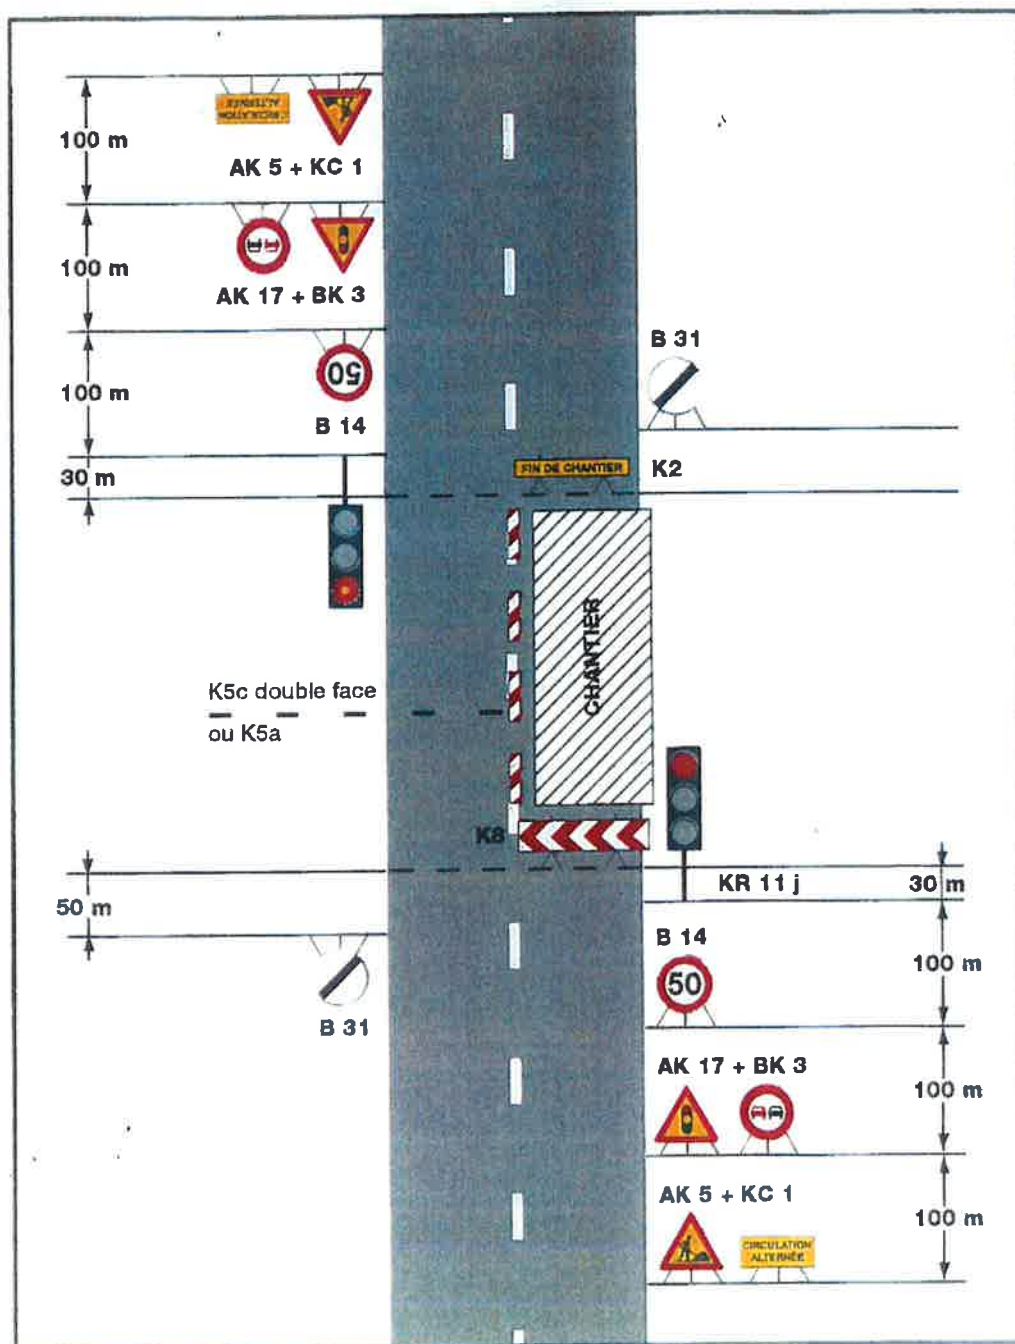 CIRCULATION
ALTERNÉE
100 m
AK 5 + KC 1
100 m
AK 17 + BK 3
50
100 m
B 14
B 31
30 m
FIN DE CHANTIER
K2
CHANTIER
K5c double face
ou K5a
K8
KR 11 j
30 m
50 m
B 14
50
100 m
B 31
AK 17 + BK 3
100 m
AK 5 + KC 1
100 m
CIRCULATION
ALTERNÉE